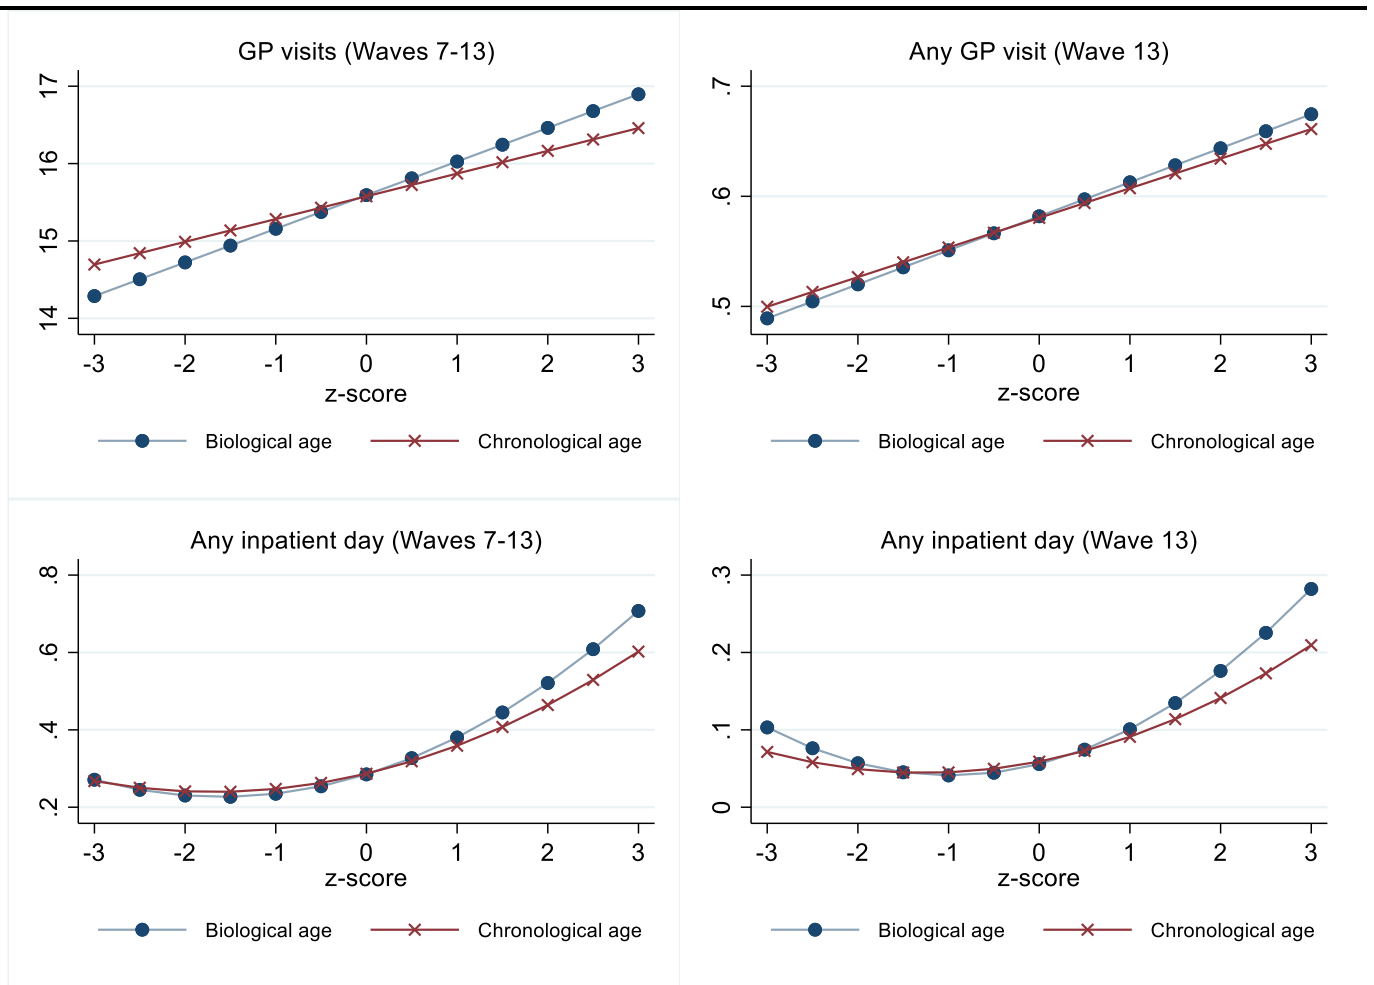 GP visits (Waves 7-13)
17
16
15
14
-3 -2 -1 0 1 2 3
z-score
Biological age Chronological age
Any GP visit (Wave 13)
.7
.6
.5
-3 -2 -1 0 1 2 3
z-score
Biological age Chronological age
Any inpatient day (Waves 7-13)
.8
.6
.4
.2
-3 -2 -1 0 1 2 3
z-score
Biological age Chronological age
Any inpatient day (Wave 13)
.3
.2
.1
0
-3 -2 -1 0 1 2 3
z-score
Biological age Chronological age